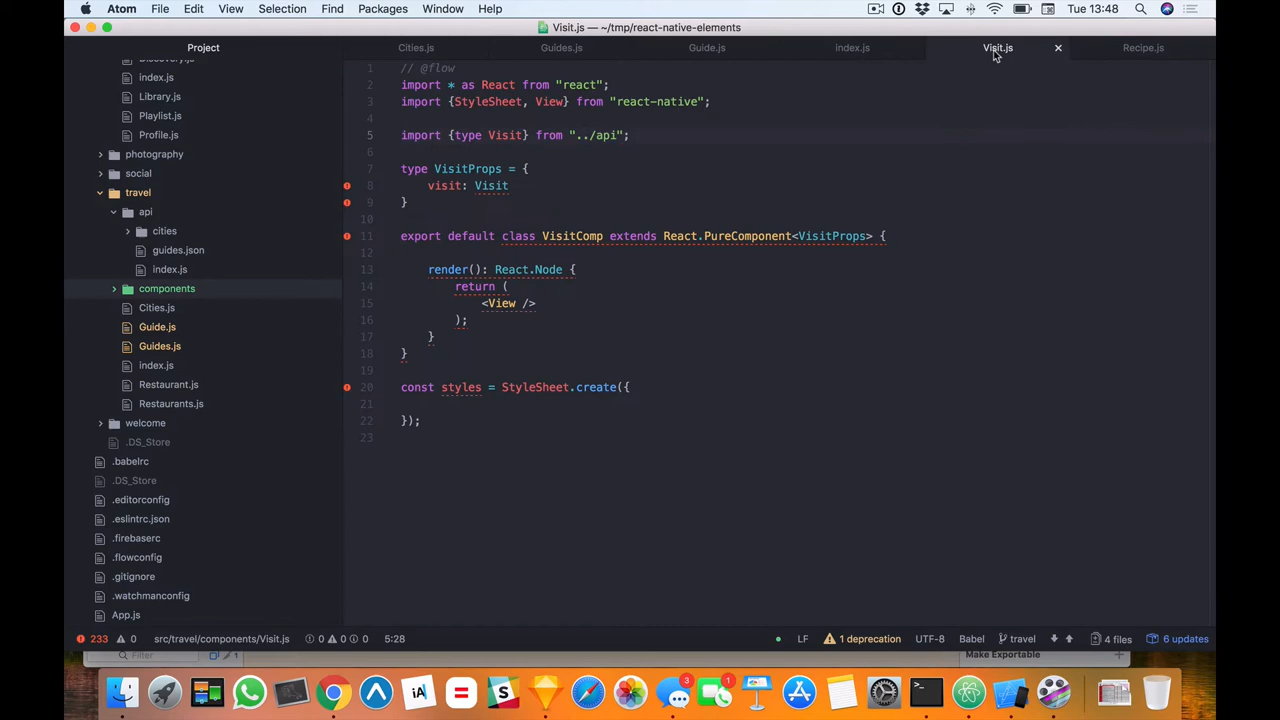 Atom File Edit View Selection Find Packages Window Help Tue 13:48
Visit.js — ~/tmp/react-native-elements
Project Cities.js Guides.js Guide.js index.js Visit.js Recipe.js
Discovery.js
index.js
Library.js
Playlist.js
Profile.js
photography
social
travel
api
cities
guides.json
index.js
components
Cities.js
Guide.js
Guides.js
index.js
Restaurant.js
Restaurants.js
welcome
.DS_Store
.babelrc
.DS_Store
.editorconfig
.eslintrc.json
.firebaserc
.flowconfig
.gitignore
.watchmanconfig
App.js
1 // @flow
2 import * as React from "react";
3 import {StyleSheet, View} from "react-native";
4
5 import {type Visit} from "../api";
6
7 type VisitProps = {
8 visit: Visit
9 }
10
11 export default class VisitComp extends React.PureComponent<VisitProps> {
12
13 render(): React.Node {
14 return (
15 <View />
16 );
17 }
18 }
19
20 const styles = StyleSheet.create({
21
22 });
23
233 0 src/travel/components/Visit.js 0 0 0 5:28 LF 1 deprecation UTF-8 Babel travel 4 files 6 updates
Filter 1 Make Exportable
3 1